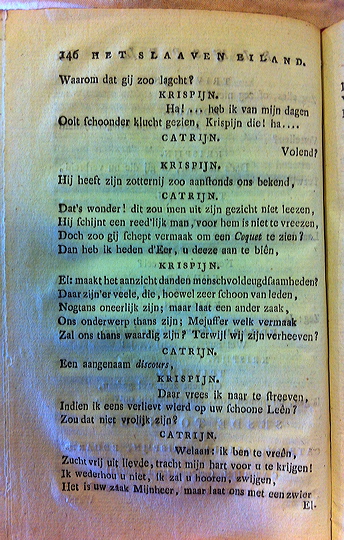 146 HET SLAAVEN EILAND.
Waarom dat gij zoo lagcht?
KRISPIJN.
Ha! ... heb ik van mijn dagen
Ooit ſchoonder klucht gezien, Krispijn die! ha....
CATRIJN.
Volend?
KRISPIJN.
Hij heeft zijn zotternij zoo aanſtonds ons bekend,
CATRIJN.
Dat's wonder! dit zou men uit zijn gezicht niet leezen,
Hij ſchijnt een reed'lijk man, voor hem is niet te vreezen,
Doch zoo gij ſchept vermaak om een Coquet te zien?
Dan heb ik heden d'Eer, u deeze aan te biên,
KRISPIJN.
Ei: maakt het aanzicht danden menschvoldeugdſaamheden?
Daar zijn'er veele, die, hoewel zeer ſchoon van leden,
Nogtans oneerlijk zijn; maar laat een ander zaak,
Ons onderwerp thans zijn; Mejuffer welk vermaak
Zal ons thans waardig zijn? Terwijl wij zijn verheeven?
CATRIJN.
Een aangenaam discours,
KRISPIJN.
Daar vrees ik naar te ſtreeven,
Indien ik eens verlievt wierd op uw ſchoone Leên?
Zou dat niet vrolijk zijn?
CATRIJN.
Welaan: ik ben te vreên,
Zucht vrij uit lievde, tracht mijn hart voor u te krijgen!
Ik wederhou u niet, ik zal u hooren, zwijgen,
Het is uw zaak Mijnheer, maar laat ons met een zwier
El-